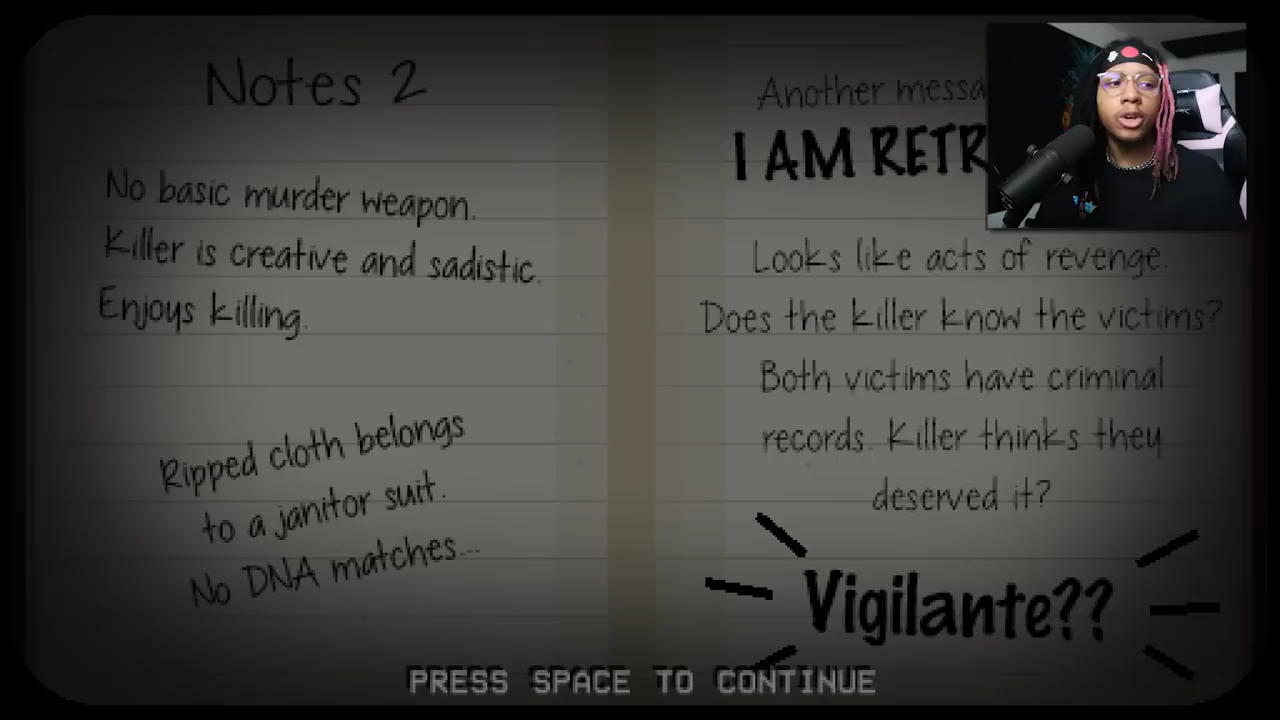 Notes 2
No basic murder weapon.
Killer is creative and sadistic.
Enjoys killing.
Ripped cloth belongs
to a janitor suit.
No DNA matches...
Another
I AM
Looks like acts of revenge.
Does the killer know the victims?
Both victims have criminal
records. Killer thinks they
deserved it?
Vigilante??
PRESS SPACE TO CONTINUE